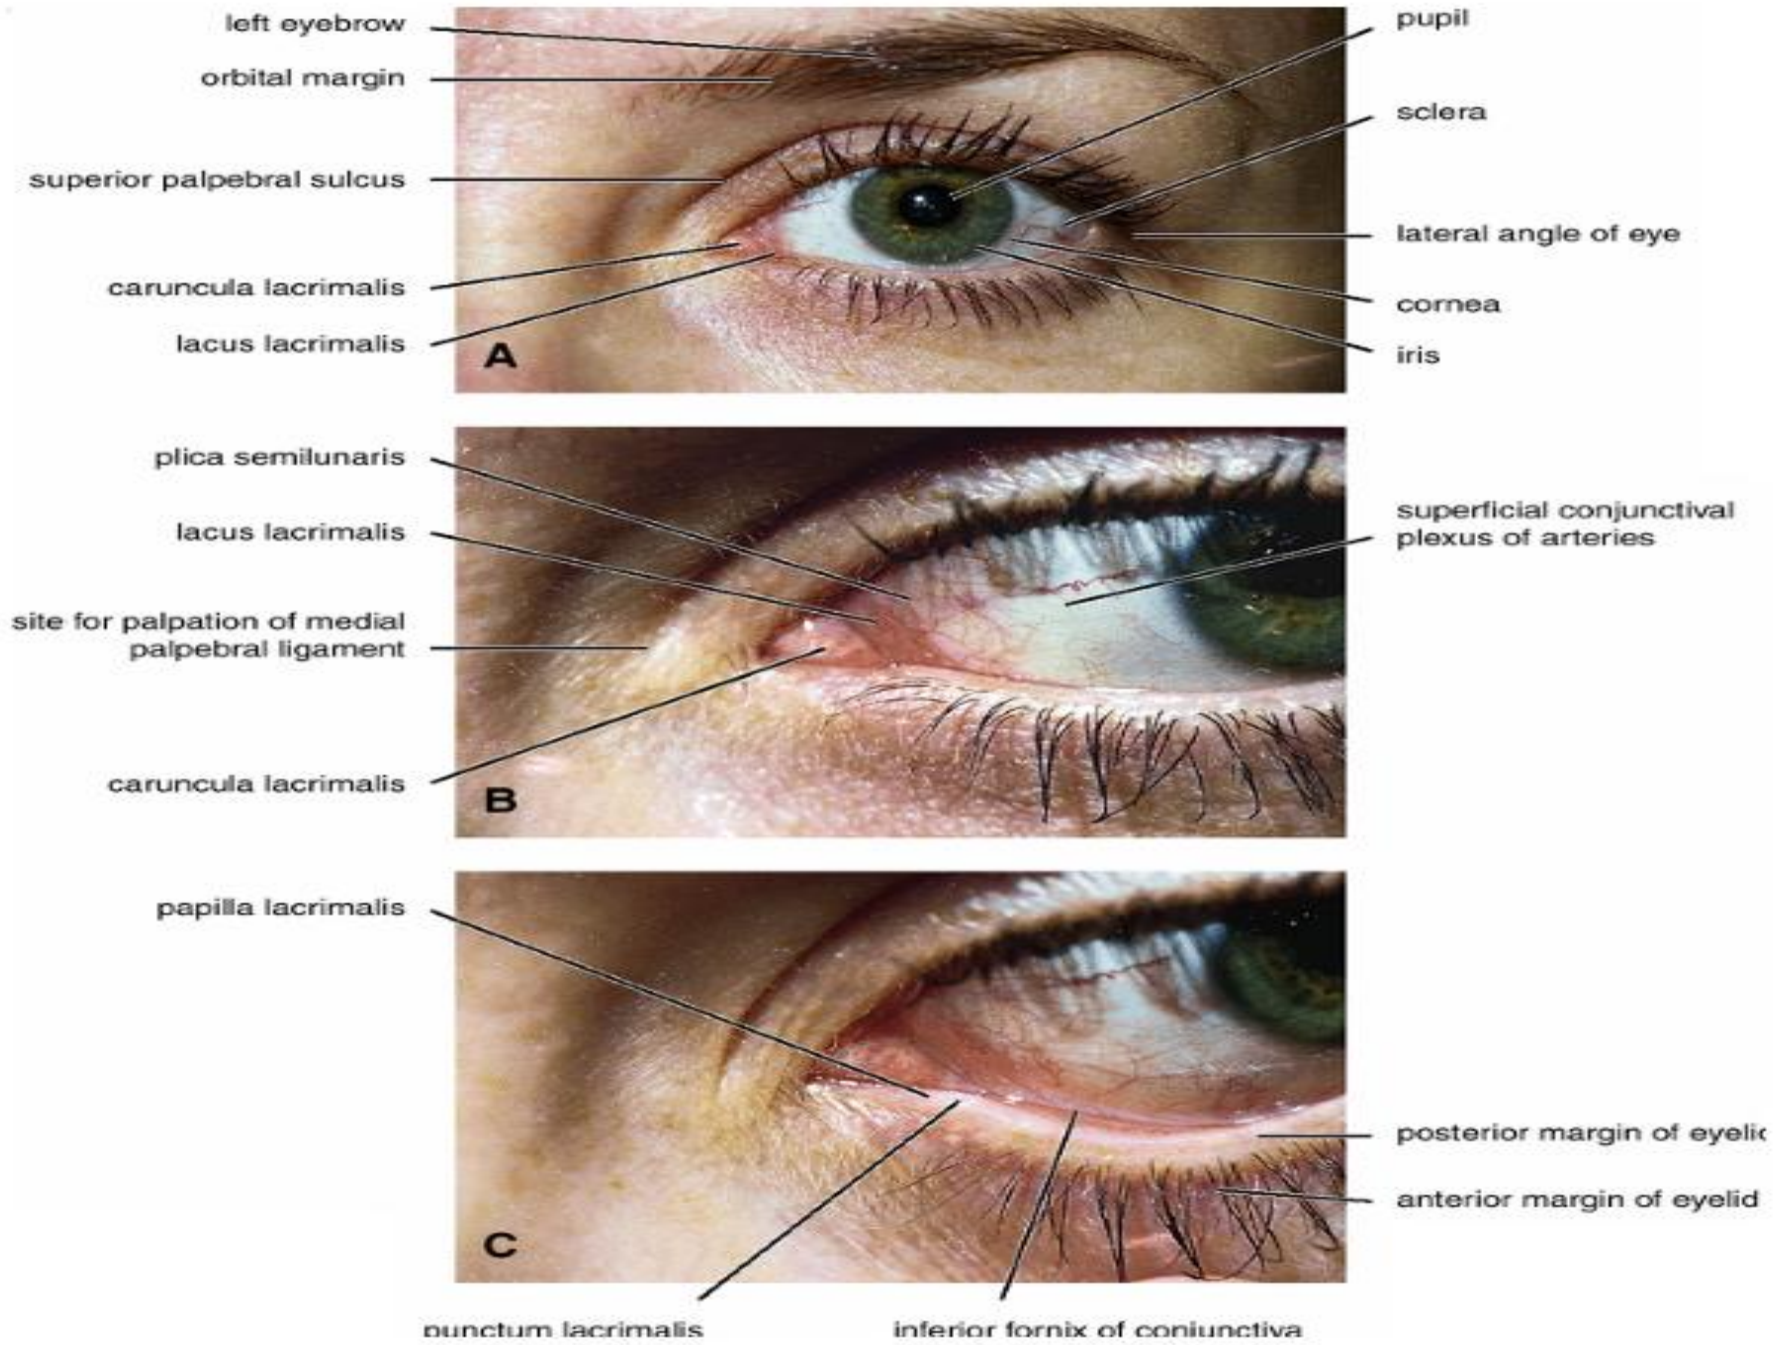 left eyebrow
orbital margin
superior palpebral sulcus
caruncula lacrimalis
lacus lacrimalis
pupil
sclera
lateral angle of eye
cornea
iris
A
plica semilunaris
lacus lacrimalis
site for palpation of medial
palpebral ligament
caruncula lacrimalis
superficial conjunctival
plexus of arteries
B
papilla lacrimalis
posterior margin of eyelid
anterior margin of eyelid
C
punctum lacrimalis
inferior fornix of conjunctiva